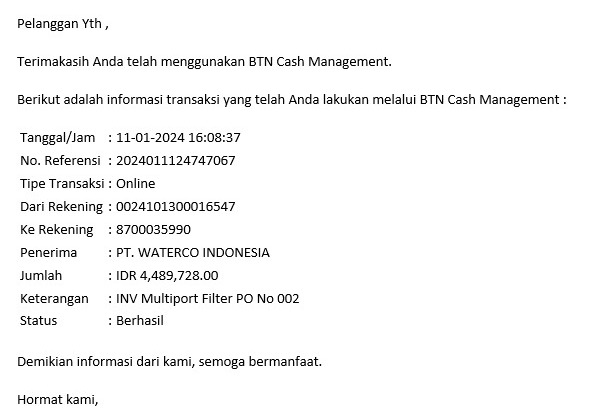 Pelanggan Yth ,
Terimakasih Anda telah menggunakan BTN Cash Management.
Berikut adalah informasi transaksi yang telah Anda lakukan melalui BTN Cash Management :
Tanggal/Jam : 11-01-2024 16:08:37
No. Referensi : 2024011124747067
Tipe Transaksi : Online
Dari Rekening : 0024101300016547
Ke Rekening : 8700035990
Penerima : PT. WATERCO INDONESIA
Jumlah : IDR 4,489,728.00
Keterangan : INV Multiport Filter PO No 002
Status : Berhasil
Demikian informasi dari kami, semoga bermanfaat.
Hormat kami,